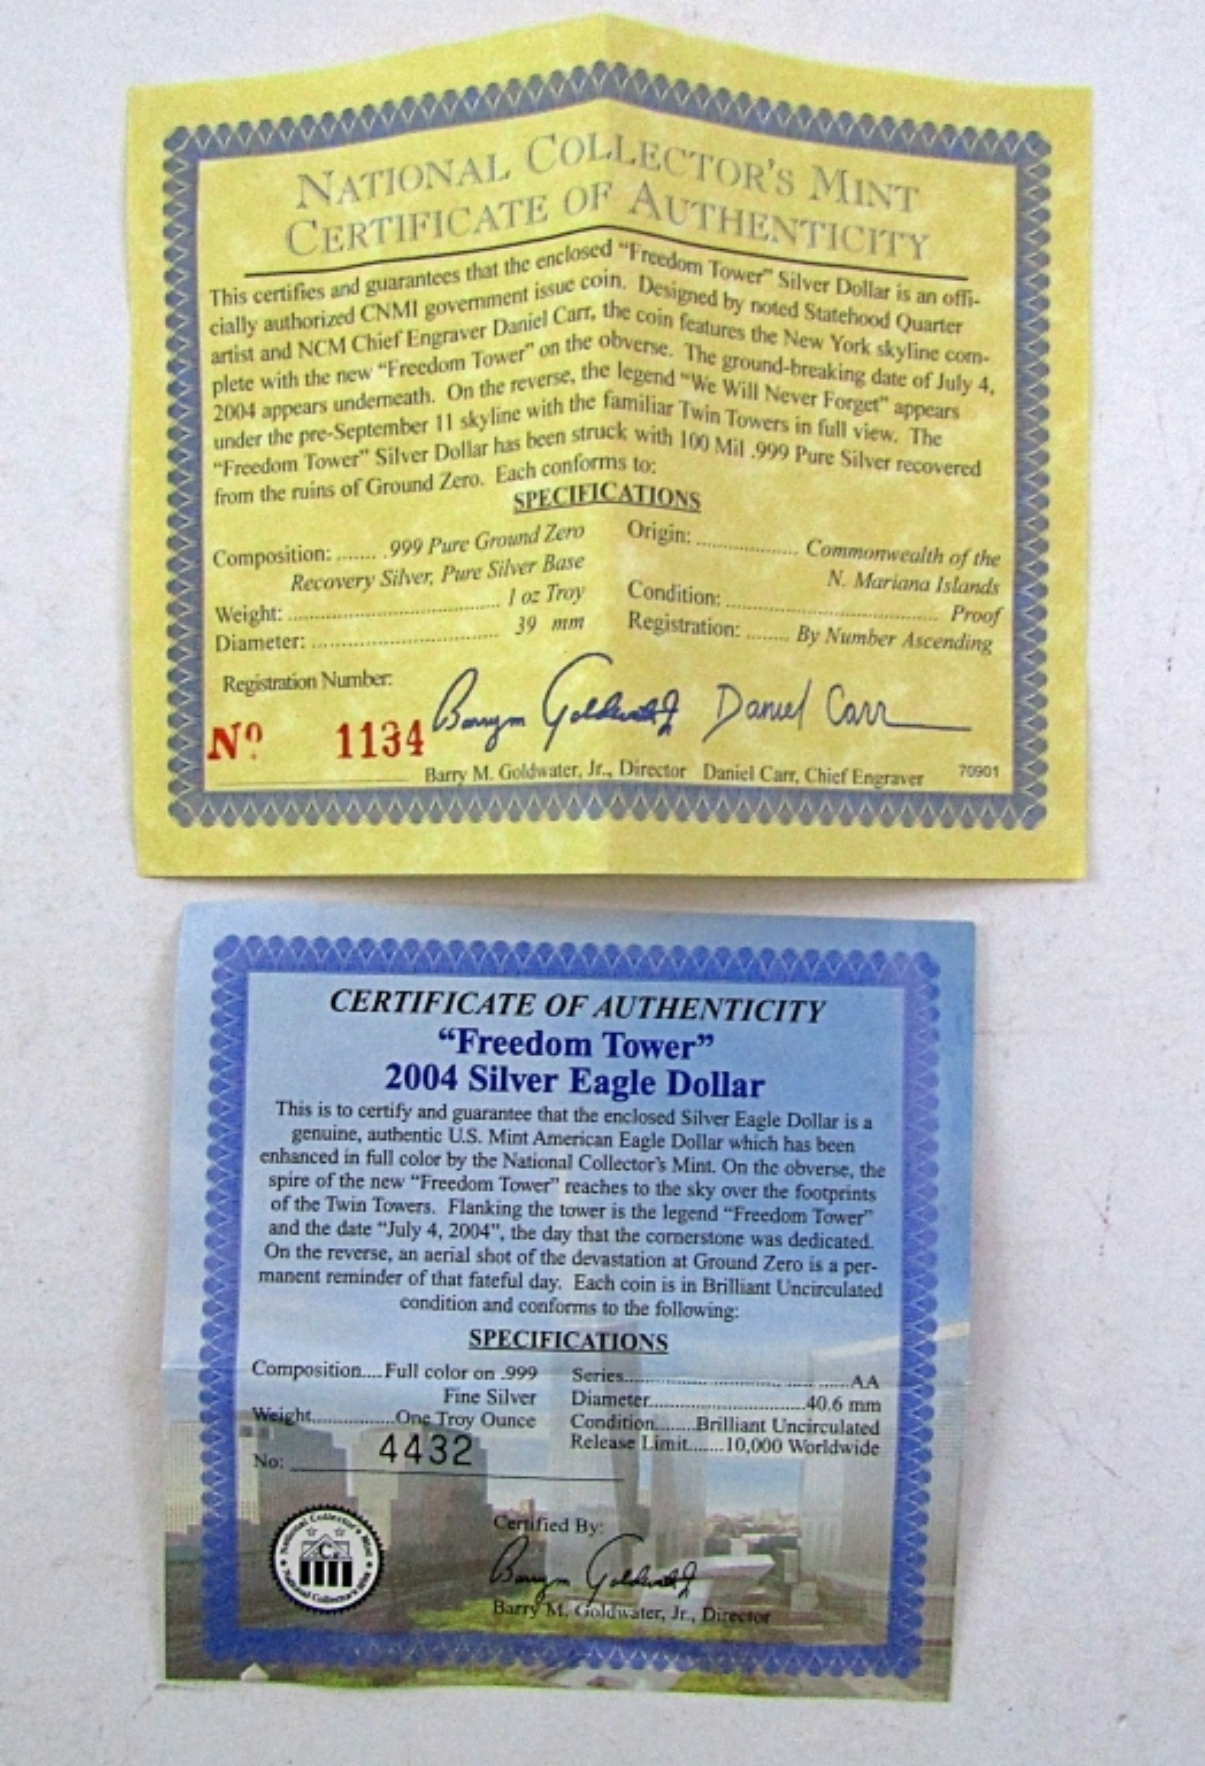 NATIONAL COLLECTOR'S MINT
CERTIFICATE OF AUTHENTICITY
This certifies and guarantees that the enclosed "Freedom Tower" Silver Dollar is an offi-
cially authorized CNMI government issue coin. Designed by noted Statehood Quarter
artist and NCM Chief Engraver Daniel Carr, the coin features the New York skyline com-
plete with the new "Freedom Tower" on the obverse. The ground-breaking date of July 4,
2004 appears underneath. On the reverse, the legend "We Will Never Forget" appears
under the pre-September 11 skyline with the familiar Twin Towers in full view. The
"Freedom Tower" Silver Dollar has been struck with 100 Mil .999 Pure Silver recovered
from the ruins of Ground Zero. Each conforms to:
SPECIFICATIONS
Composition: ....... .999 Pure Ground Zero
Recovery Silver, Pure Silver Base
Weight: ................................ 1 oz Troy
Diameter: ............................ 39 mm
Origin: ................. Commonwealth of the
N. Mariana Islands
Condition: ................................... Proof
Registration: ....... By Number Ascending
Registration Number:
Nº 1134
Barry M Goldwater Jr Daniel Carr
Barry M. Goldwater, Jr., Director Daniel Carr, Chief Engraver 70901
CERTIFICATE OF AUTHENTICITY
"Freedom Tower"
2004 Silver Eagle Dollar
This is to certify and guarantee that the enclosed Silver Eagle Dollar is a
genuine, authentic U.S. Mint American Eagle Dollar which has been
enhanced in full color by the National Collector's Mint. On the obverse, the
spire of the new "Freedom Tower" reaches to the sky over the footprints
of the Twin Towers. Flanking the tower is the legend "Freedom Tower"
and the date "July 4, 2004", the day that the cornerstone was dedicated.
On the reverse, an aerial shot of the devastation at Ground Zero is a per-
manent reminder of that fateful day. Each coin is in Brilliant Uncirculated
condition and conforms to the following:
SPECIFICATIONS
Composition....Full color on .999
Fine Silver
Weight................One Troy Ounce
No: 4432
Series..............................................AA
Diameter..............................40.6 mm
Condition........Brilliant Uncirculated
Release Limit.......10,000 Worldwide
National Collector's Mint
National Collector's Mint
Certified By:
Barry M Goldwater Jr
Barry M. Goldwater, Jr., Director